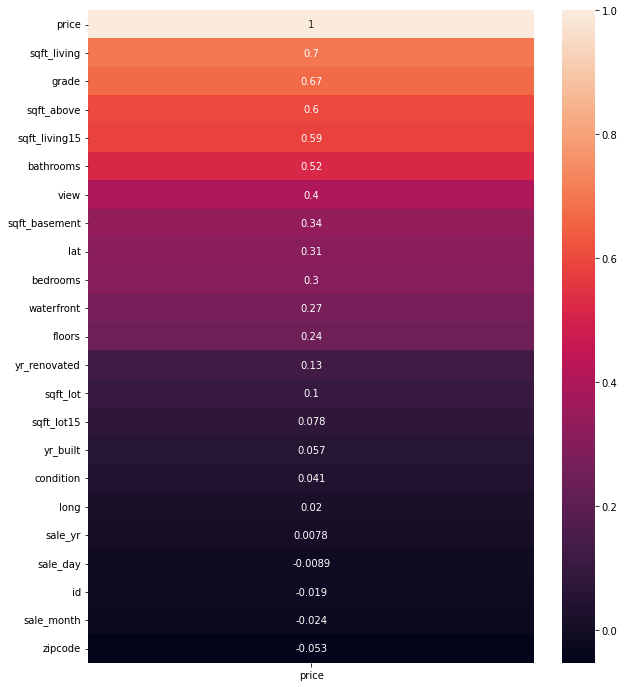 price 1
sqft_living 0.7
grade 0.67
sqft_above 0.6
sqft_living15 0.59
bathrooms 0.52
view 0.4
sqft_basement 0.34
lat 0.31
bedrooms 0.3
waterfront 0.27
floors 0.24
yr_renovated 0.13
sqft_lot 0.1
sqft_lot15 0.078
yr_built 0.057
condition 0.041
long 0.02
sale_yr 0.0078
sale_day -0.0089
id -0.019
sale_month -0.024
zipcode -0.053
price
1.0
0.8
0.6
0.4
0.2
0.0